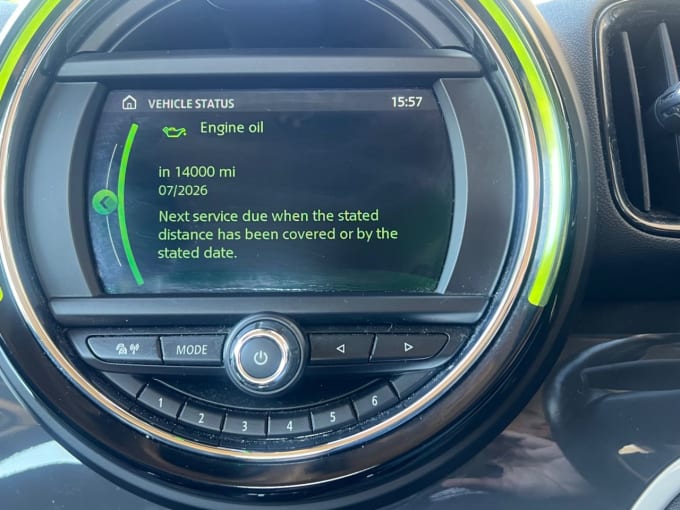 VEHICLE STATUS 15:57
Engine oil
in 14000 mi
07/2026
Next service due when the stated
distance has been covered or by the
stated date.
MODE
1 2 3 4 5 6